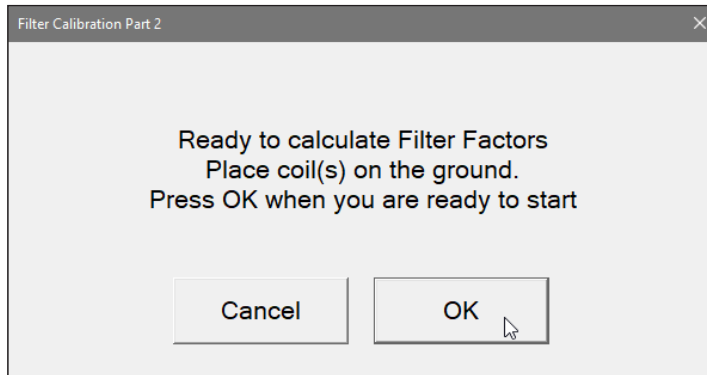 Filter Calibration Part 2
Ready to calculate Filter Factors
Place coil(s) on the ground.
Press OK when you are ready to start
Cancel
OK